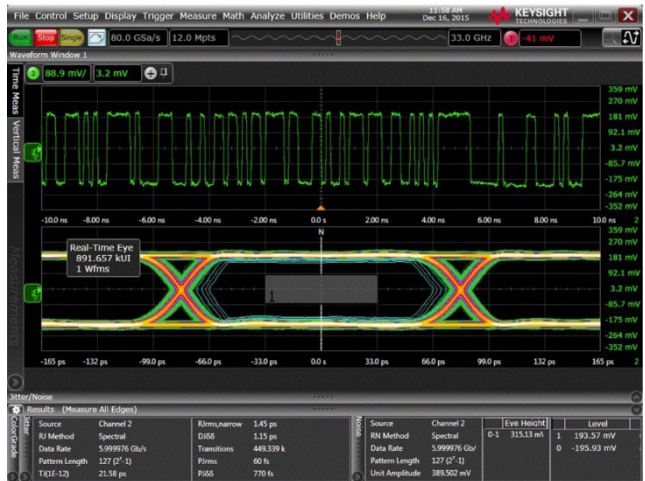 File Control Setup Display Trigger Measure Math Analyze Utilities Demos Help
11:58 AM
Dec 16, 2015
KEYSIGHT
TECHNOLOGIES
Run Stop Single 80.0 GSa/s 12.0 Mpts 33.0 GHz T -41 mV
Waveform Window 1
2 88.9 mV/ 3.2 mV
Time Meas
Vertical Meas
Measurements
359 mV
270 mV
181 mV
92.1 mV
3.2 mV
-85.7 mV
-175 mV
-264 mV
-352 mV
-10.0 ns -8.00 ns -6.00 ns -4.00 ns -2.00 ns 0.0 s 2.00 ns 4.00 ns 6.00 ns 8.00 ns 10.0 ns 2
N
Real-Time Eye
891.657 kUI
1 Wfms
1
359 mV
270 mV
181 mV
92.1 mV
3.2 mV
-85.7 mV
-175 mV
-264 mV
-352 mV
-165 ps -132 ps -99.0 ps -66.0 ps -33.0 ps 0.0 s 33.0 ps 66.0 ps 99.0 ps 132 ps 165 ps 2
Jitter/Noise
Results (Measure All Edges)
ColorGrade
Jitter
Source Channel 2
RJ Method Spectral
Data Rate 5.999976 Gb/s
Pattern Length 127 (2⁷-1)
TJ(1E-12) 21.58 ps
RJrms,narrow 1.45 ps
DJδδ 1.15 ps
Transitions 449.339 k
PJrms 60 fs
PJδδ 770 fs
Noise
Source Channel 2
RN Method Spectral
Data Rate 5.999976 Gb/
Pattern Length 127 (2⁷-1)
Unit Amplitude 389.502 mV
Eye Height
0-1 315.13 m\
Level
1 193.57 mV
0 -195.93 mV